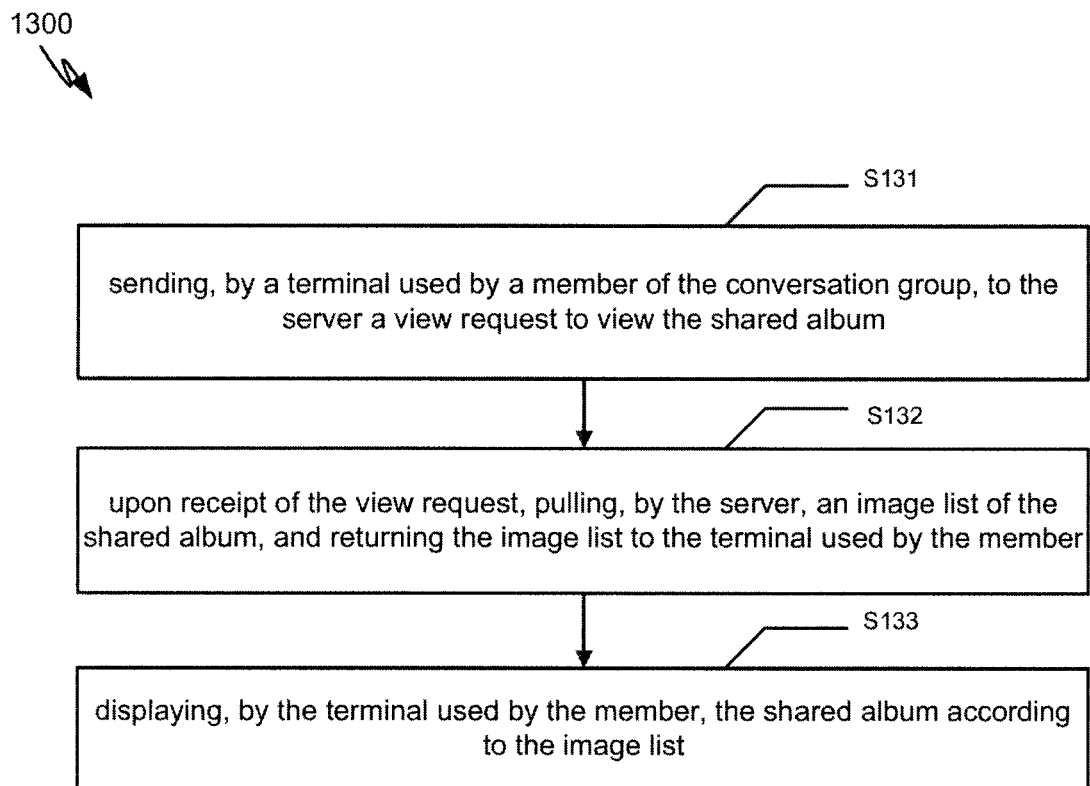 1300
S131
sending, by a terminal used by a member of the conversation group, to the
server a view request to view the shared album
S132
upon receipt of the view request, pulling, by the server, an image list of the
shared album, and returning the image list to the terminal used by the member
S133
displaying, by the terminal used by the member, the shared album according
to the image list